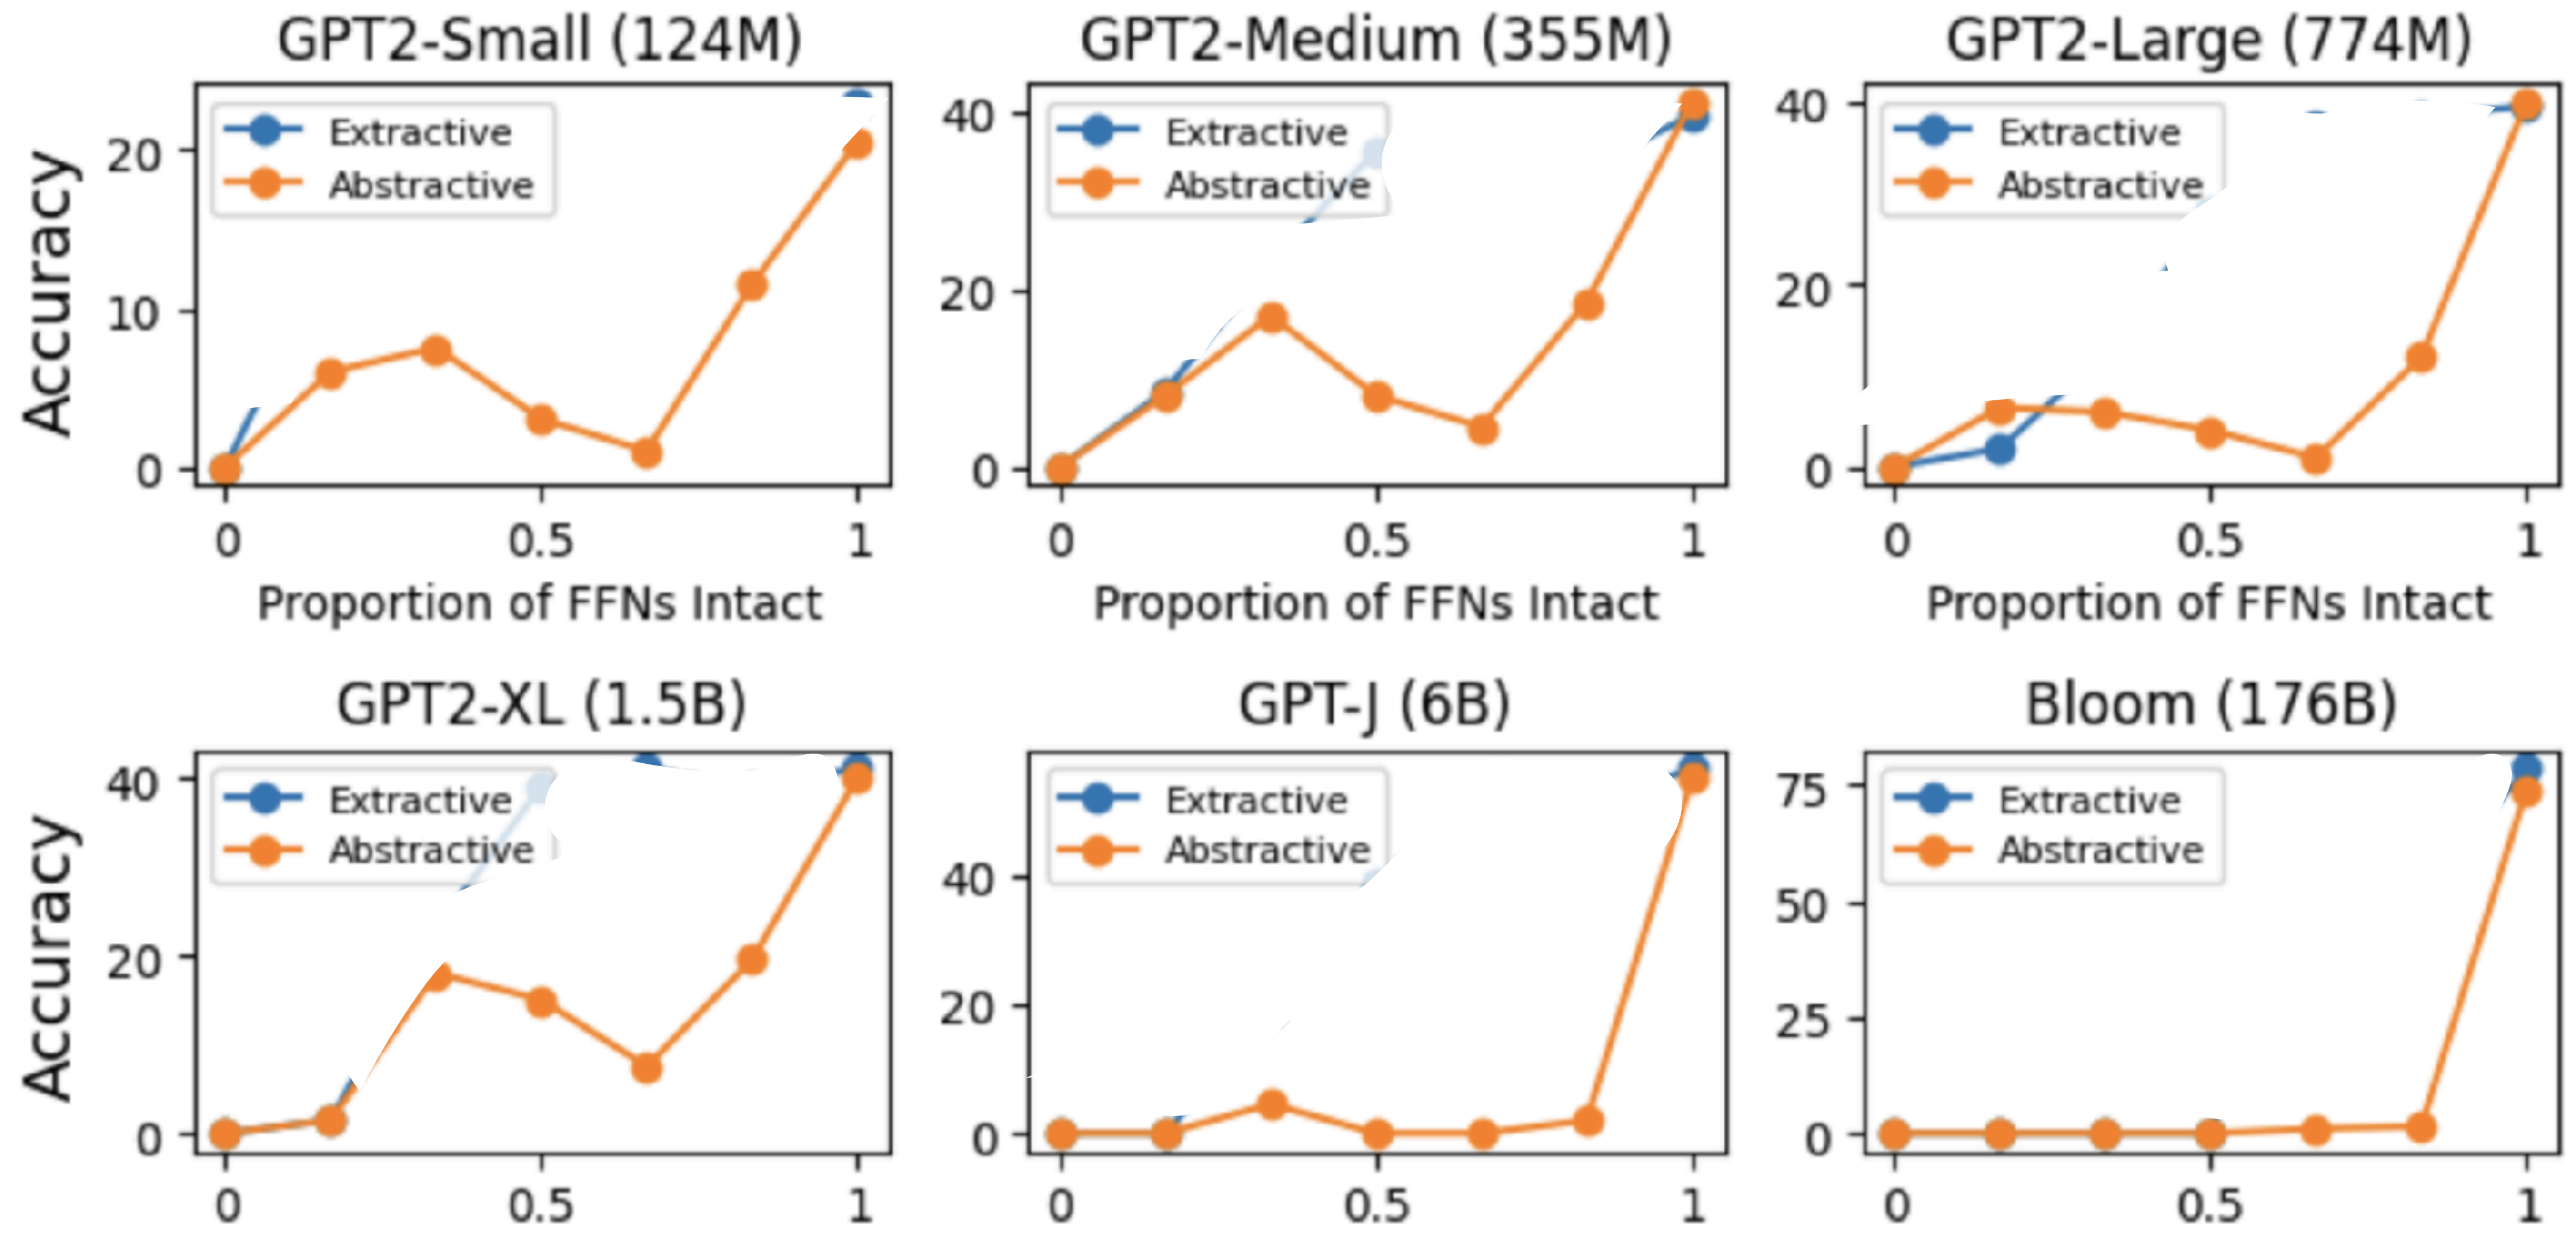 GPT2-Small (124M)
GPT2-Medium (355M)
GPT2-Large (774M)
Accuracy
20
10
0
Extractive
Abstractive
0
0.5
1
Proportion of FFNs Intact
40
20
0
Extractive
Abstractive
0
0.5
1
Proportion of FFNs Intact
40
20
0
Extractive
Abstractive
0
0.5
1
Proportion of FFNs Intact
GPT2-XL (1.5B)
GPT-J (6B)
Bloom (176B)
Accuracy
40
20
0
Extractive
Abstractive
0
0.5
1
40
20
0
Extractive
Abstractive
0
0.5
1
75
50
25
0
Extractive
Abstractive
0
0.5
1